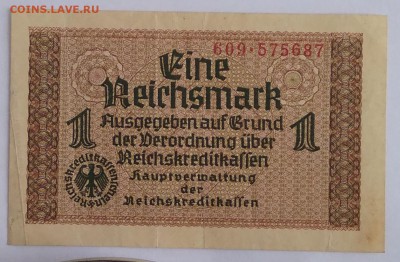 COINS.LAVE.RU
609·575687
Eine
Reichsmark
1 Ausgegeben auf Grund 1
der Verordnung über
Reichskreditkassen
Hauptverwaltung
der
Reichskreditkassen
Reichskreditkassen